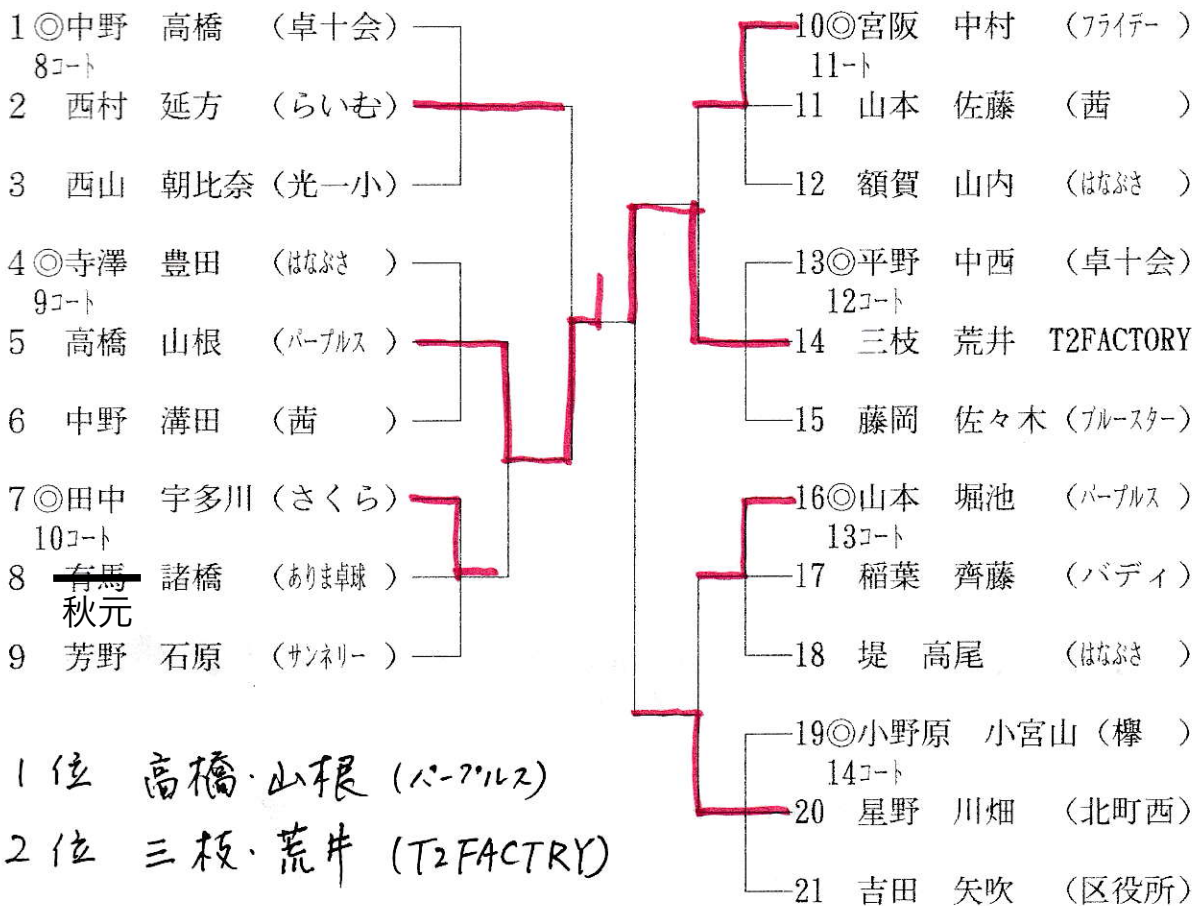 1 ◎中野 高橋 (卓十会)
8コート
2 西村 延方 (らいむ)
3 西山 朝比奈 (光一小)
4 ◎寺澤 豊田 (はなぶさ )
9コート
5 高橋 山根 (パープルス )
6 中野 溝田 (茜 )
7 ◎田中 宇多川 (さくら)
10コート
8 有馬 諸橋 (ありま卓球 )
秋元
9 芳野 石原 (サンネリー )
1位 高橋・山根 (パープルス)
2位 三枝・荒井 (T2FACTRY)
10◎宮阪 中村 (フライデー )
11ート
11 山本 佐藤 (茜 )
12 額賀 山内 (はなぶさ )
13◎平野 中西 (卓十会)
12コート
14 三枝 荒井 T2FACTORY
15 藤岡 佐々木 (ブルースター)
16◎山本 堀池 (パープルス )
13コート
17 稲葉 齊藤 (バディ)
18 堤 高尾 (はなぶさ )
19◎小野原 小宮山 (欅 )
14コート
20 星野 川畑 (北町西)
21 吉田 矢吹 (区役所)